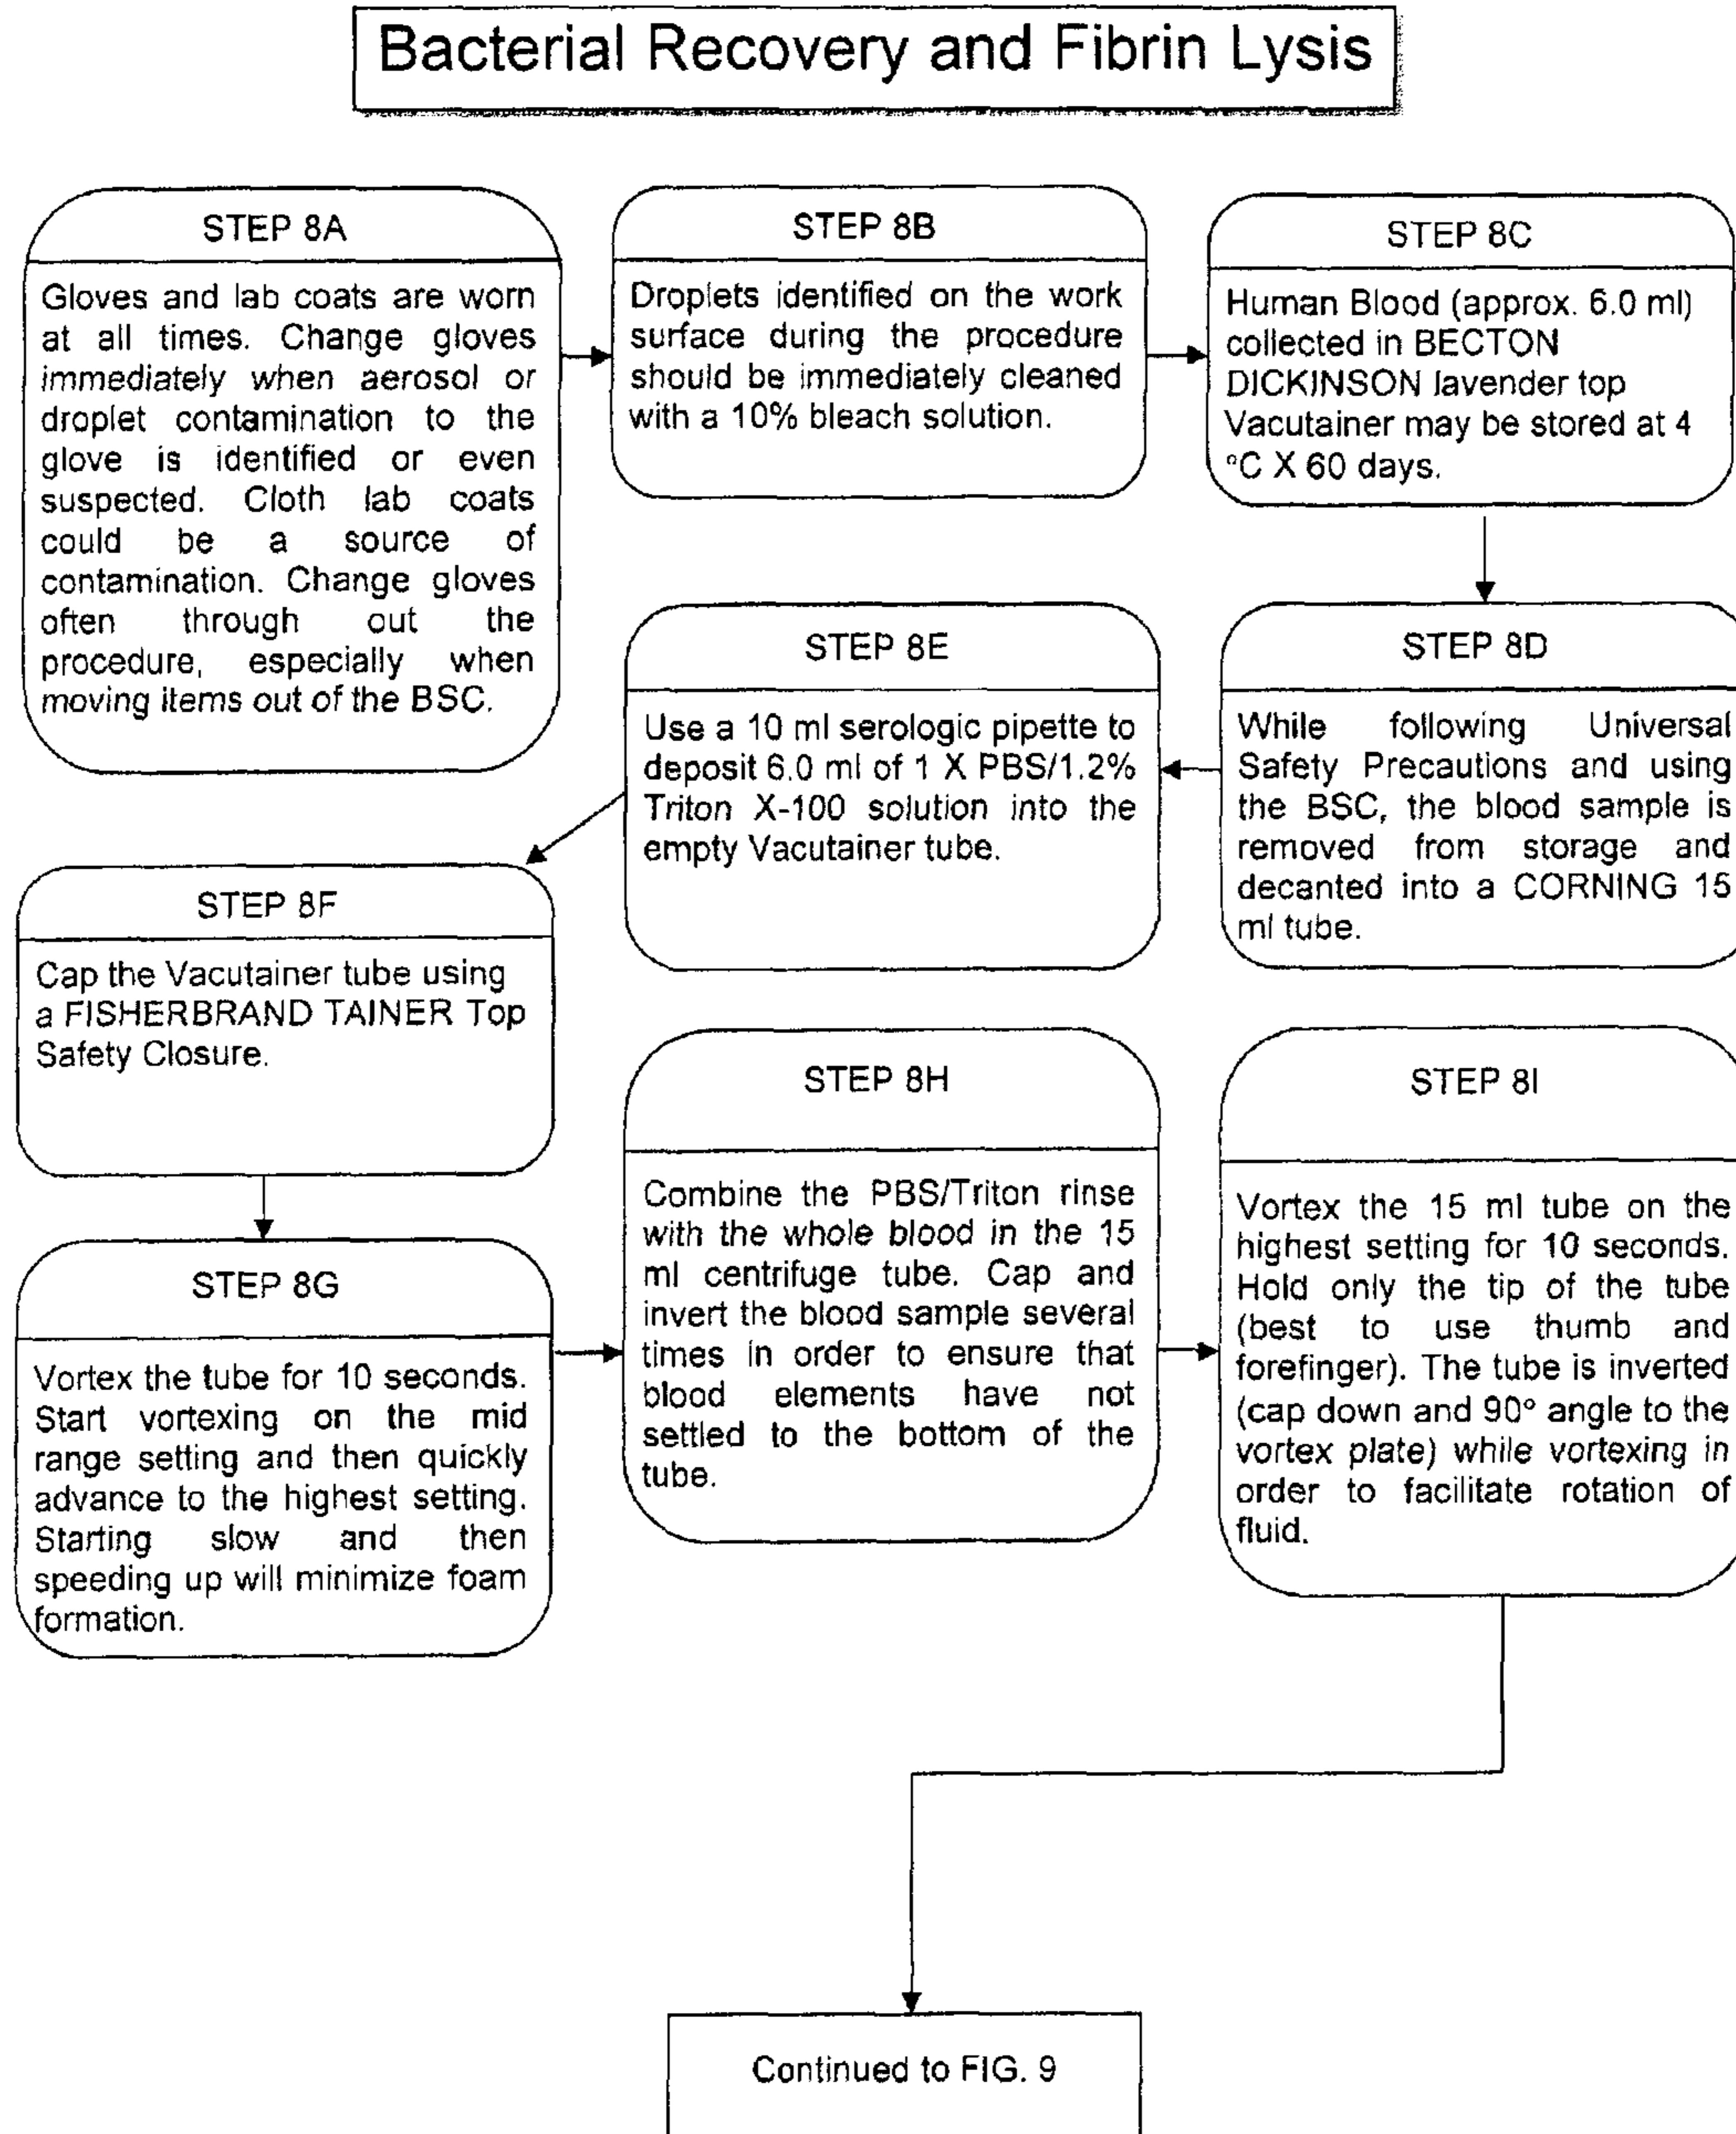 Bacterial Recovery and Fibrin Lysis
STEP 8A
Gloves and lab coats are worn
at all times. Change gloves
immediately when aerosol or
droplet contamination to the
glove is identified or even
suspected. Cloth lab coats
could be a source of
contamination. Change gloves
often through out the
procedure, especially when
moving items out of the BSC.
STEP 8B
Droplets identified on the work
surface during the procedure
should be immediately cleaned
with a 10% bleach solution.
STEP 8C
Human Blood (approx. 6.0 ml)
collected in BECTON
DICKINSON lavender top
Vacutainer may be stored at 4
°C X 60 days.
STEP 8D
While following Universal
Safety Precautions and using
the BSC, the blood sample is
removed from storage and
decanted into a CORNING 15
ml tube.
STEP 8E
Use a 10 ml serologic pipette to
deposit 6.0 ml of 1 X PBS/1.2%
Triton X-100 solution into the
empty Vacutainer tube.
STEP 8F
Cap the Vacutainer tube using
a FISHERBRAND TAINER Top
Safety Closure.
STEP 8G
Vortex the tube for 10 seconds.
Start vortexing on the mid
range setting and then quickly
advance to the highest setting.
Starting slow and then
speeding up will minimize foam
formation.
STEP 8H
Combine the PBS/Triton rinse
with the whole blood in the 15
ml centrifuge tube. Cap and
invert the blood sample several
times in order to ensure that
blood elements have not
settled to the bottom of the
tube.
STEP 8I
Vortex the 15 ml tube on the
highest setting for 10 seconds.
Hold only the tip of the tube
(best to use thumb and
forefinger). The tube is inverted
(cap down and 90° angle to the
vortex plate) while vortexing in
order to facilitate rotation of
fluid.
Continued to FIG. 9